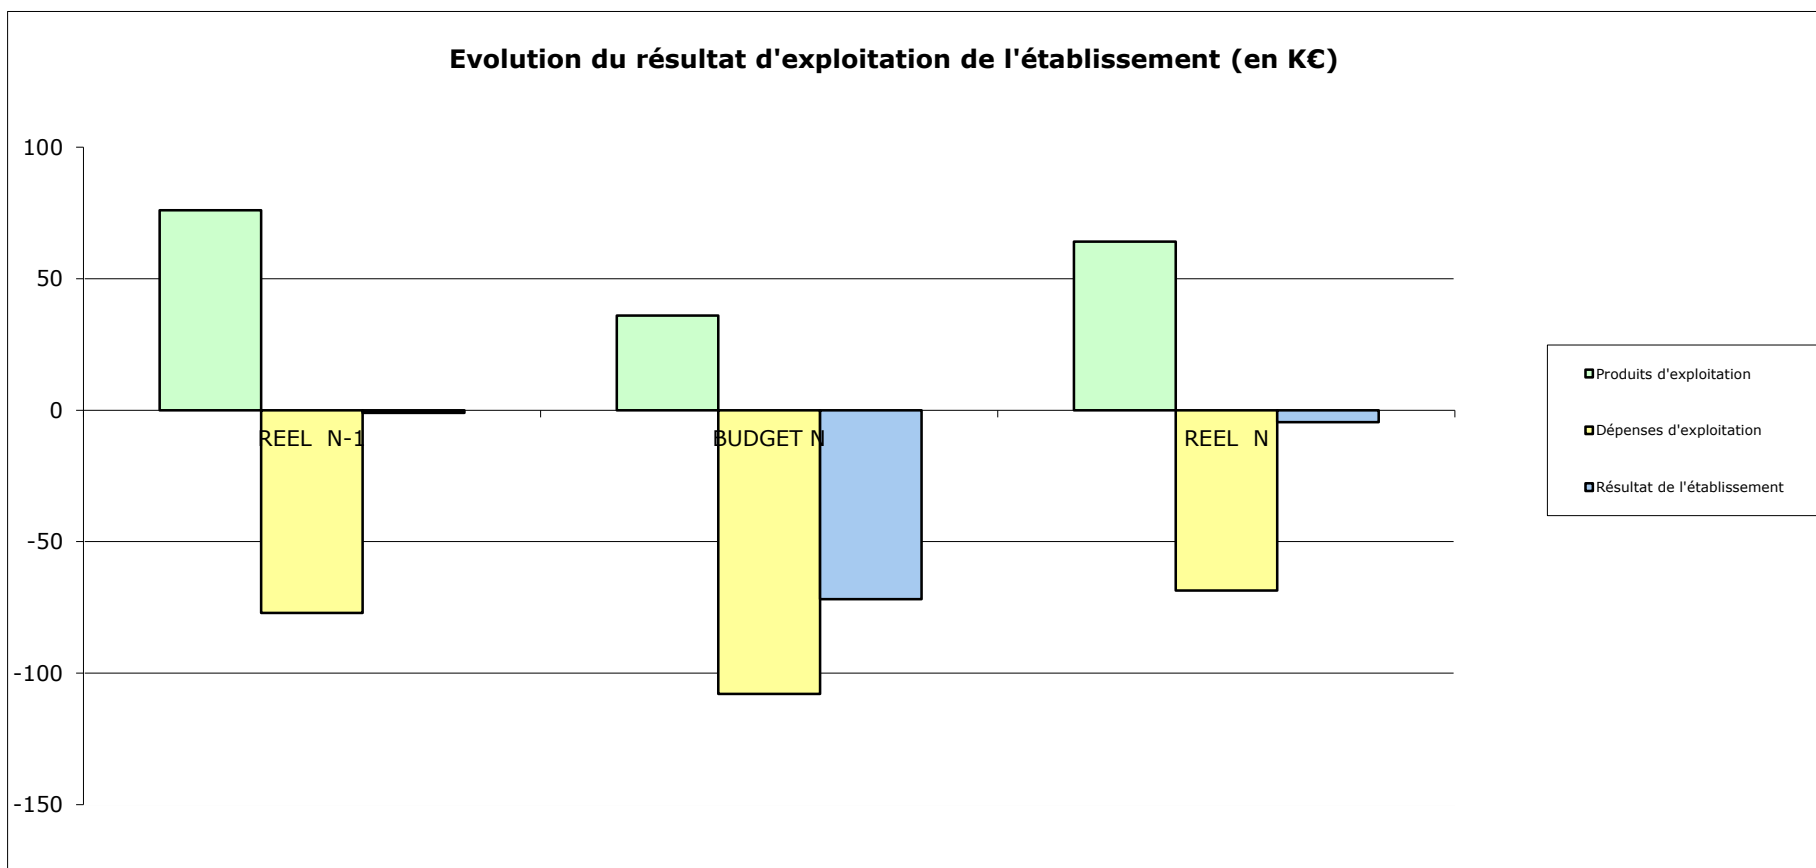 Evolution du résultat d'exploitation de l'établissement (en K€)
100
50
0
-50
-100
-150
REEL  N-1
BUDGET N
REEL  N
Produits d'exploitation
Dépenses d'exploitation
Résultat de l'établissement